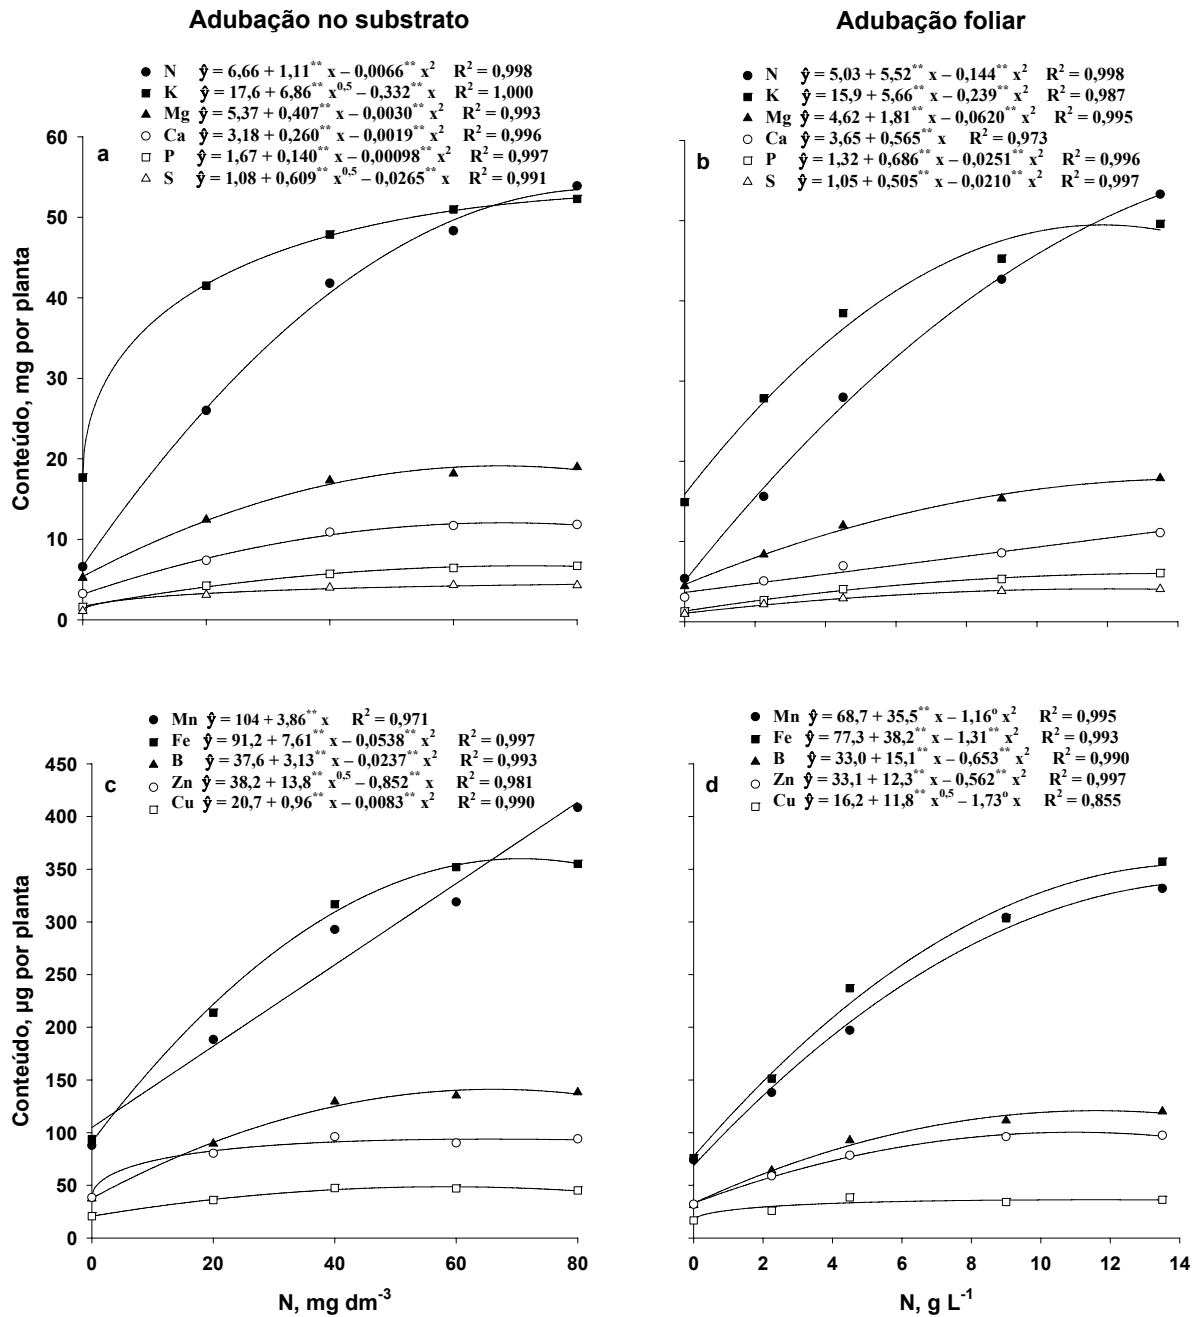 Adubação no substrato
Adubação foliar
N ŷ = 6,66 + 1,11** x – 0,0066** x² R² = 0,998
K ŷ = 17,6 + 6,86** x^0,5 – 0,332** x R² = 1,000
Mg ŷ = 5,37 + 0,407** x – 0,0030** x² R² = 0,993
Ca ŷ = 3,18 + 0,260** x – 0,0019** x² R² = 0,996
P ŷ = 1,67 + 0,140** x – 0,00098** x² R² = 0,997
S ŷ = 1,08 + 0,609** x^0,5 – 0,0265** x R² = 0,991
a
60
50
40
30
20
10
0
Conteúdo, mg por planta
N ŷ = 5,03 + 5,52** x – 0,144** x² R² = 0,998
K ŷ = 15,9 + 5,66** x – 0,239** x² R² = 0,987
Mg ŷ = 4,62 + 1,81** x – 0,0620** x² R² = 0,995
Ca ŷ = 3,65 + 0,565** x R² = 0,973
P ŷ = 1,32 + 0,686** x – 0,0251** x² R² = 0,996
S ŷ = 1,05 + 0,505** x – 0,0210** x² R² = 0,997
b
Mn ŷ = 104 + 3,86** x R² = 0,971
Fe ŷ = 91,2 + 7,61** x – 0,0538** x² R² = 0,997
B ŷ = 37,6 + 3,13** x – 0,0237** x² R² = 0,993
Zn ŷ = 38,2 + 13,8** x^0,5 – 0,852** x R² = 0,981
Cu ŷ = 20,7 + 0,96** x – 0,0083** x² R² = 0,990
c
450
400
350
300
250
200
150
100
50
0
Conteúdo, µg por planta
0 20 40 60 80
N, mg dm⁻³
Mn ŷ = 68,7 + 35,5** x – 1,16° x² R² = 0,995
Fe ŷ = 77,3 + 38,2** x – 1,31** x² R² = 0,993
B ŷ = 33,0 + 15,1** x – 0,653** x² R² = 0,990
Zn ŷ = 33,1 + 12,3** x – 0,562** x² R² = 0,997
Cu ŷ = 16,2 + 11,8** x^0,5 – 1,73° x R² = 0,855
d
0 2 4 6 8 10 12 14
N, g L⁻¹